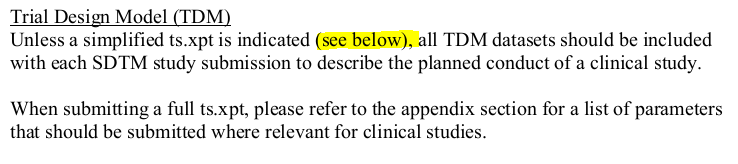 Trial Design Model (TDM)
Unless a simplified ts.xpt is indicated (see below), all TDM datasets should be included
with each SDTM study submission to describe the planned conduct of a clinical study.
When submitting a full ts.xpt, please refer to the appendix section for a list of parameters
that should be submitted where relevant for clinical studies.